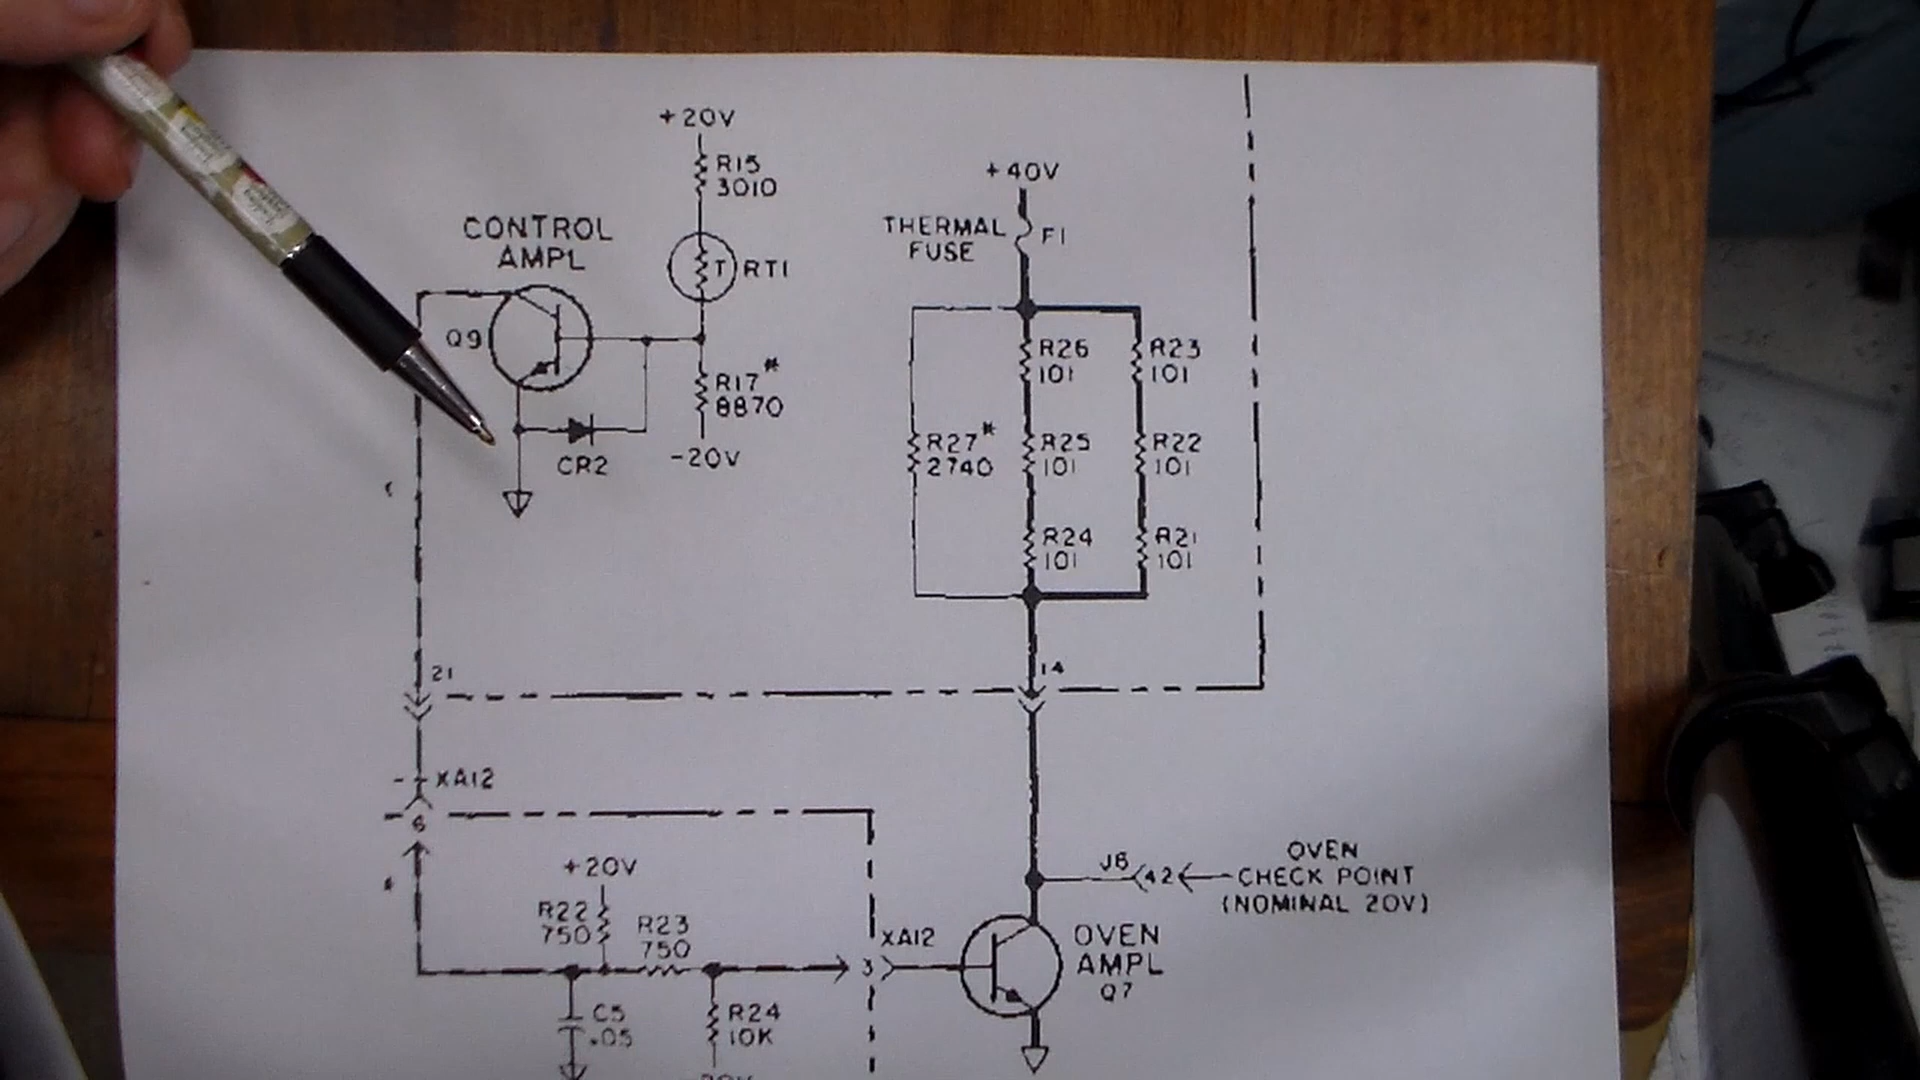 +20V
R15
3010
CONTROL
AMPL
T
RT1
Q9
R17*
8870
CR2
-20V
+40V
THERMAL
FUSE
F1
R26
101
R23
101
R27*
2740
R25
101
R22
101
R24
101
R21
101
21
14
XA12
6
+20V
R22
750
R23
750
XA12
3
C5
.05
R24
10K
J6
42
OVEN
CHECK POINT
(NOMINAL 20V)
OVEN
AMPL
Q7